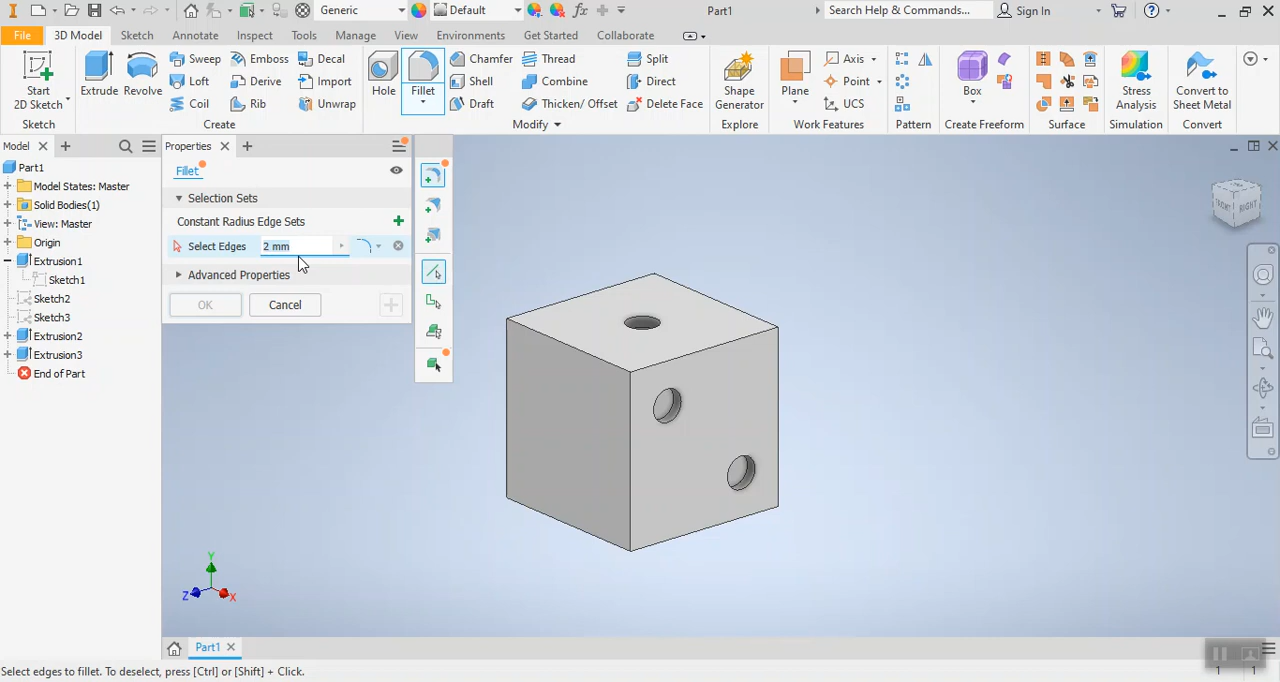 Generic
Default
Part1
Search Help & Commands...
Sign In
File
3D Model
Sketch
Annotate
Inspect
Tools
Manage
View
Environments
Get Started
Collaborate
Start
2D Sketch
Sketch
Extrude
Revolve
Sweep
Loft
Coil
Emboss
Derive
Rib
Decal
Import
Unwrap
Create
Hole
Fillet
Chamfer
Shell
Draft
Thread
Combine
Thicken/ Offset
Split
Direct
Delete Face
Modify
Shape
Generator
Explore
Plane
Axis
Point
UCS
Work Features
Pattern
Box
Create Freeform
Surface
Stress
Analysis
Simulation
Convert to
Sheet Metal
Convert
Model
Part1
Model States: Master
Solid Bodies(1)
View: Master
Origin
Extrusion1
Sketch1
Sketch2
Sketch3
Extrusion2
Extrusion3
End of Part
Properties
Fillet
Selection Sets
Constant Radius Edge Sets
Select Edges
2 mm
Advanced Properties
OK
Cancel
FRONT
RIGHT
Y
Z
X
Part1
Select edges to fillet. To deselect, press [Ctrl] or [Shift] + Click.
1
1